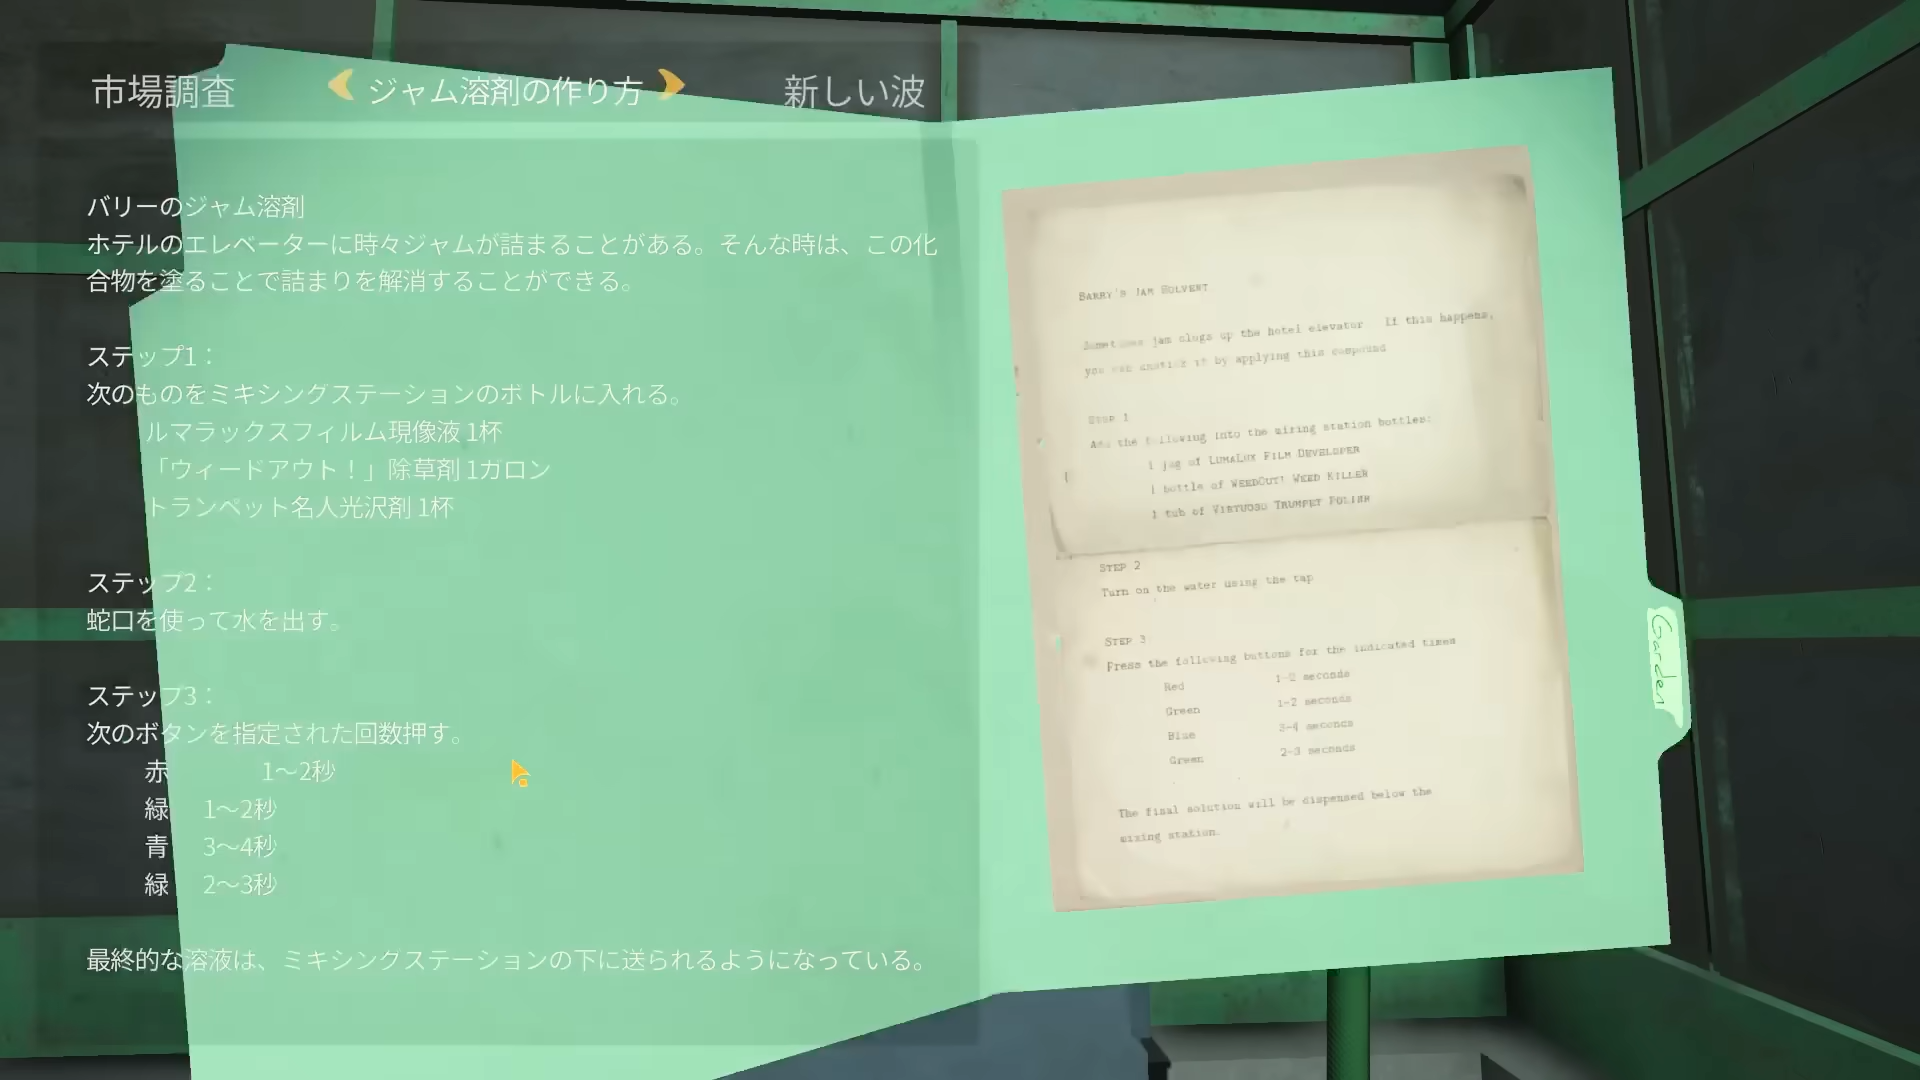 市場調査
ジャム溶剤の作り方
新しい波
バリーのジャム溶剤
ホテルのエレベーターに時々ジャムが詰まることがある。そんな時は、この化
合物を塗ることで詰まりを解消することができる。
ステップ1：
次のものをミキシングステーションのボトルに入れる。
ルマラックスフィルム現像液 1杯
「ウィードアウト！」除草剤 1ガロン
トランペット名人光沢剤 1杯
ステップ2：
蛇口を使って水を出す。
ステップ3：
次のボタンを指定された回数押す。
赤 1～2秒
緑 1～2秒
青 3～4秒
緑 2～3秒
最終的な溶液は、ミキシングステーションの下に送られるようになっている。
BARRY'S JAM SOLVENT
Sometimes jam clogs up the hotel elevator If this happens,
you can it by applying this compound
STEP 1
Add the following into the mixing station bottles:
1 jug of LUMALUX FILM DEVELOPER
1 bottle of WEEDOUT! WEED KILLER
1 tub of VIRTUOSO TRUMPET POLISH
STEP 2
Turn on the water using the tap
STEP 3
Press the following buttons for the indicated times
Red 1-2 seconds
Green 1-2 seconds
Blue 3-4 seconds
Green 2-3 seconds
The final solution will be dispensed below the
mixing station.
Garden